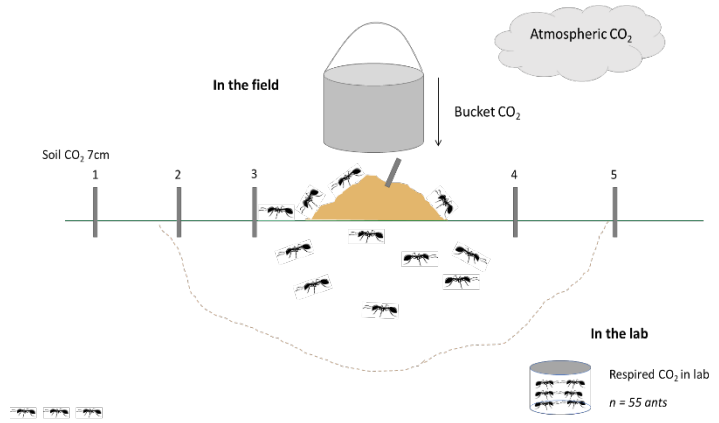 Atmospheric CO₂
In the field
Bucket CO₂
Soil CO₂ 7cm
1
2
3
4
5
In the lab
Respired CO₂ in lab
n = 55 ants